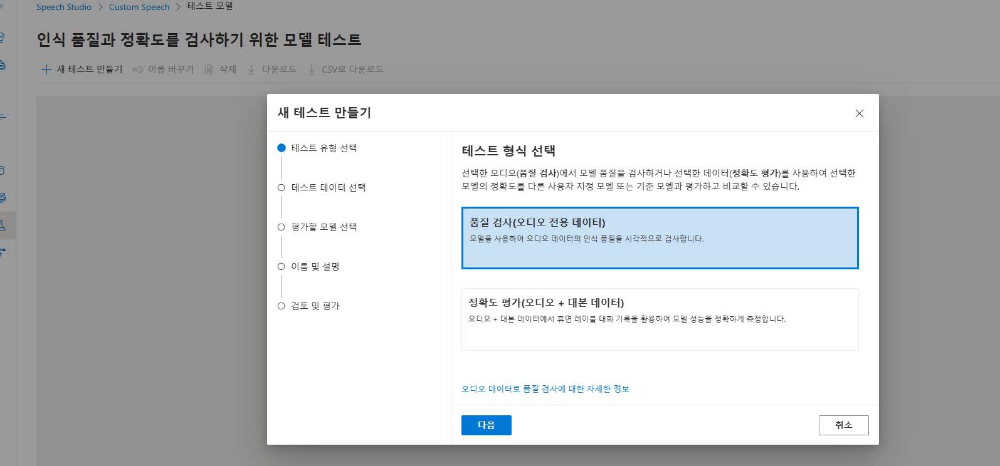 Speech Studio > Custom Speech > 테스트 모델
인식 품질과 정확도를 검사하기 위한 모델 테스트
새 테스트 만들기 이름 바꾸기 삭제 다운로드 CSV로 다운로드
새 테스트 만들기
테스트 유형 선택
테스트 데이터 선택
평가할 모델 선택
이름 및 설명
검토 및 평가
테스트 형식 선택
선택한 오디오(품질 검사)에서 모델 품질을 검사하거나 선택한 데이터(정확도 평가)를 사용하여 선택한
모델의 정확도를 다른 사용자 지정 모델 또는 기준 모델과 평가하고 비교할 수 있습니다.
품질 검사(오디오 전용 데이터)
모델을 사용하여 오디오 데이터의 인식 품질을 시각적으로 검사합니다.
정확도 평가(오디오 + 대본 데이터)
오디오 + 대본 데이터에서 휴면 레이블 대화 기록을 활용하여 모델 성능을 정확하게 측정합니다.
오디오 데이터로 품질 검사에 대한 자세한 정보
다음
취소